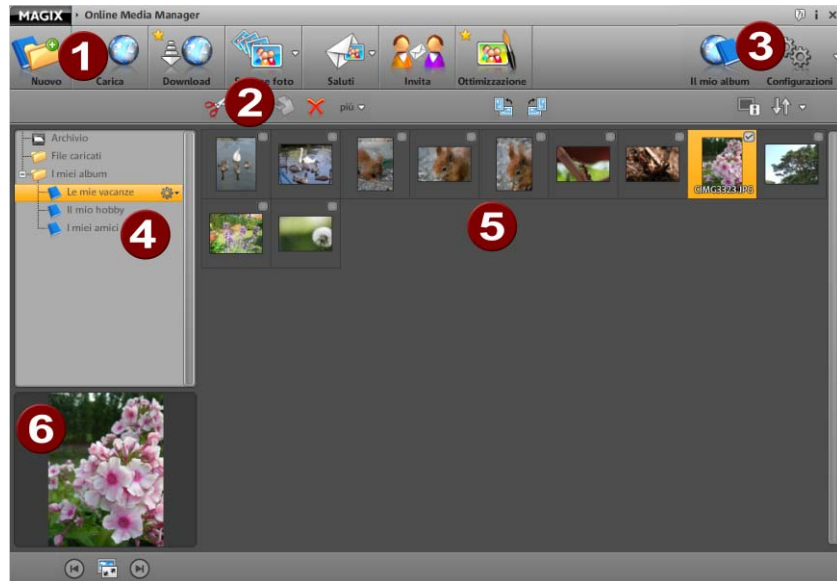 MAGIX › Online Media Manager
1
3
Nuovo Carica Download foto Saluti Invita Ottimizzazione Il mio album Configurazioni
2
più
Archivio
File caricati
I miei album
Le mie vacanze
Il mio hobby
I miei amici
4
CIMG3323.JPG
5
6